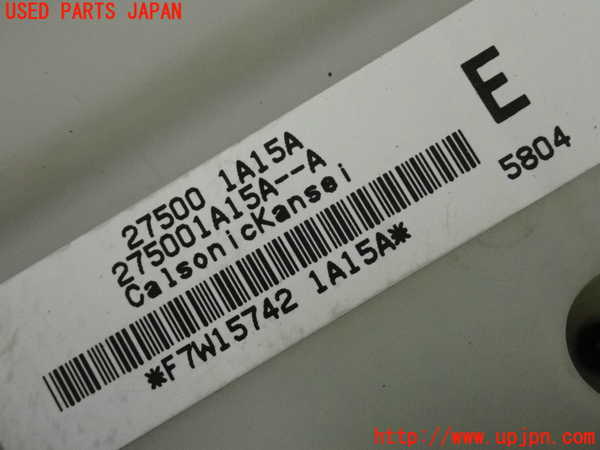 USED PARTS JAPAN
E
5804
27500 1A15A
275001A15A--A
CalsonicKansei
*F7W15742 1A15A*
http://www.upjpn.com/